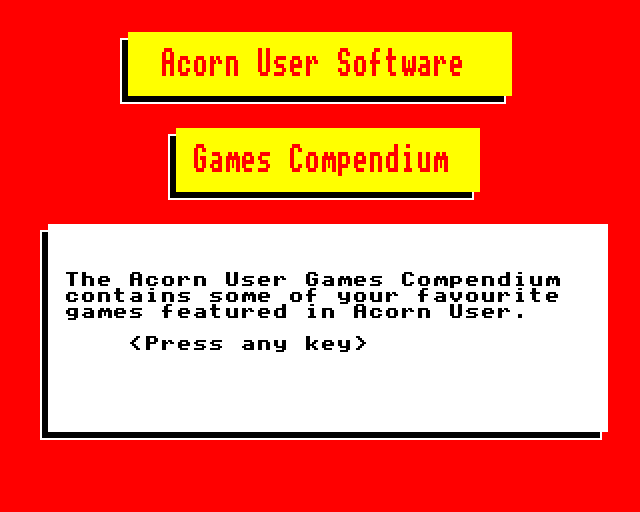 Acorn User Software
Games Compendium
The Acorn User Games Compendium
contains some of your favourite
games featured in Acorn User.
<Press any key>